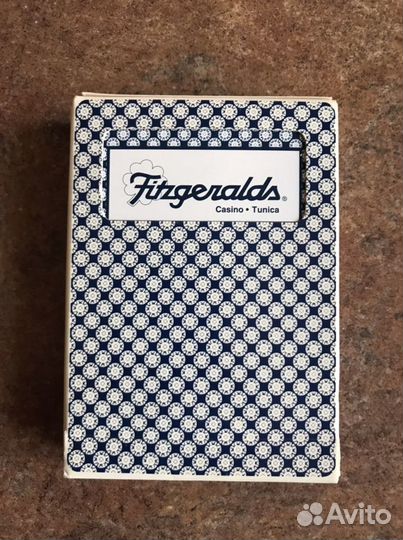 Fitzgeralds®
Casino • Tunica
Avito